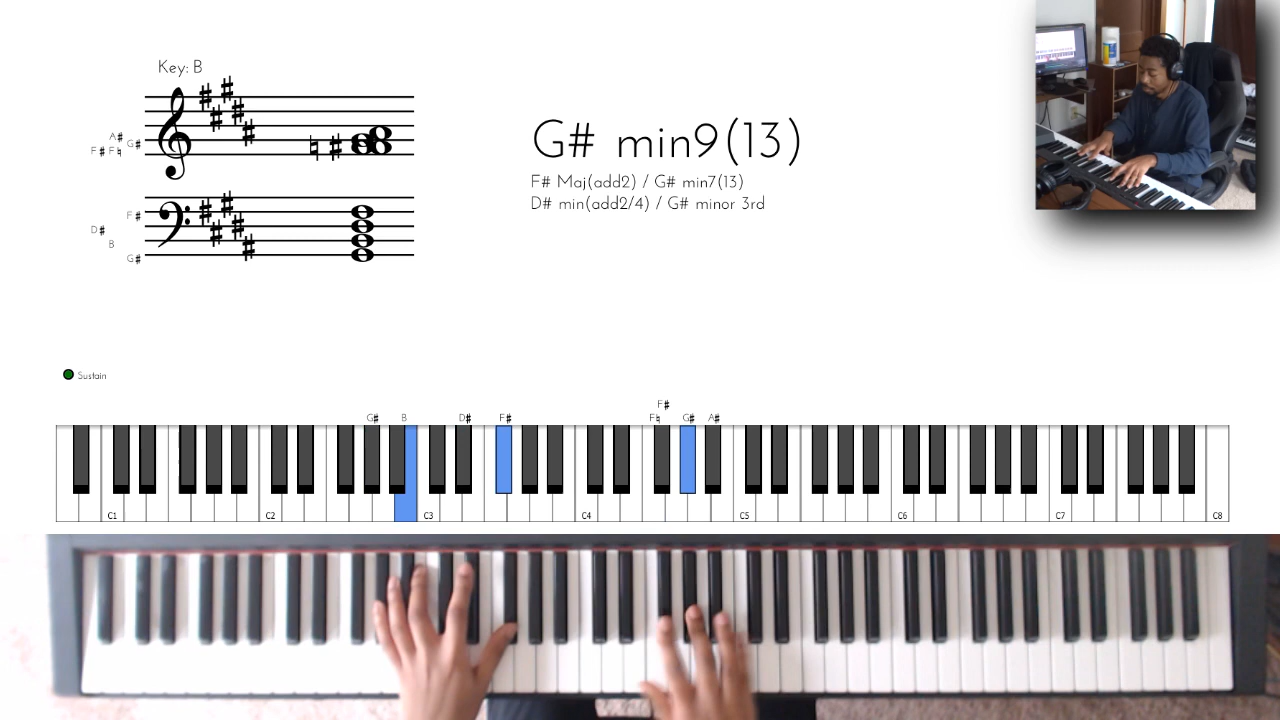 Key: B
A#
G#
F# F♮
F#
D#
B
G#
G# min9(13)
F# Maj(add2) / G# min7(13)
D# min(add2/4) / G# minor 3rd
Sustain
F#
G# B D# F# F♮ G# A#
C1 C2 C3 C4 C5 C6 C7 C8